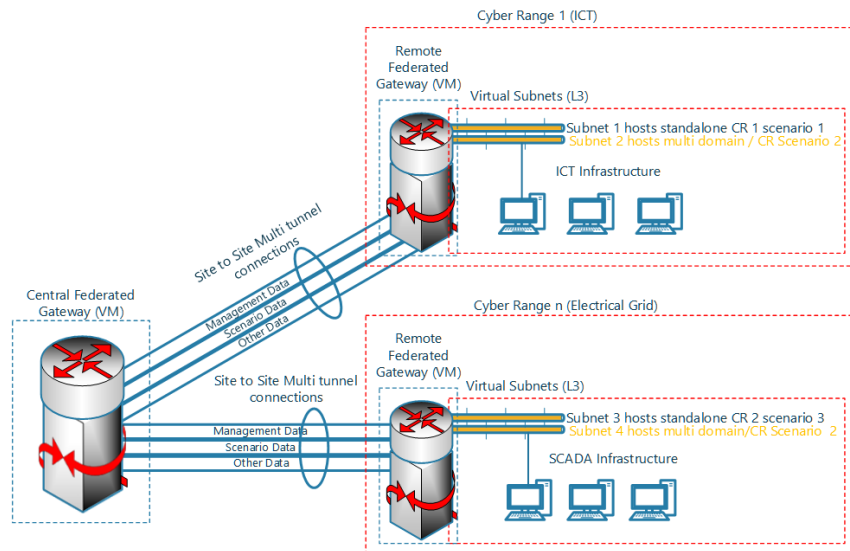 Cyber Range 1 (ICT)
Remote
Federated
Gateway (VM)
Virtual Subnets (L3)
Subnet 1 hosts standalone CR 1 scenario 1
Subnet 2 hosts multi domain / CR Scenario 2
ICT Infrastructure
Site to Site Multi tunnel
connections
Management Data
Scenario Data
Other Data
Central Federated
Gateway (VM)
Cyber Range n (Electrical Grid)
Remote
Federated
Gateway (VM)
Virtual Subnets (L3)
Subnet 3 hosts standalone CR 2 scenario 3
Subnet 4 hosts multi domain/CR Scenario 2
SCADA Infrastructure
Site to Site Multi tunnel
connections
Management Data
Scenario Data
Other Data